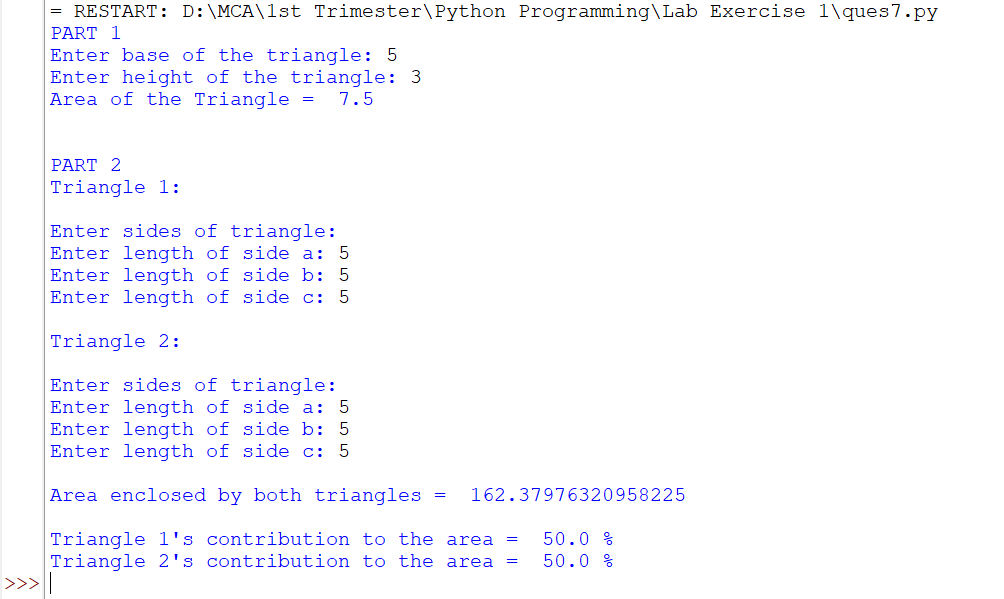 = RESTART: D:\MCA\1st Trimester\Python Programming\Lab Exercise 1\ques7.py
PART 1
Enter base of the triangle: 5
Enter height of the triangle: 3
Area of the Triangle =  7.5
PART 2
Triangle 1:
Enter sides of triangle:
Enter length of side a: 5
Enter length of side b: 5
Enter length of side c: 5
Triangle 2:
Enter sides of triangle:
Enter length of side a: 5
Enter length of side b: 5
Enter length of side c: 5
Area enclosed by both triangles =  162.37976320958225
Triangle 1's contribution to the area =  50.0 %
Triangle 2's contribution to the area =  50.0 %
>>>